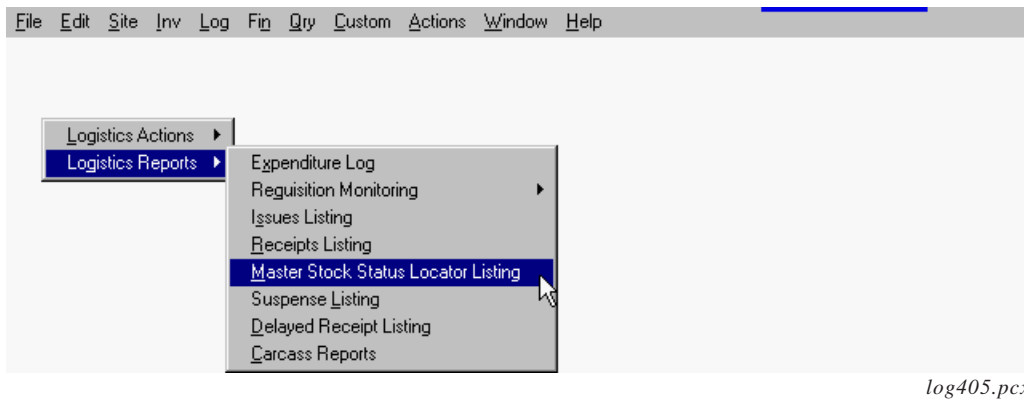 File Edit Site Inv Log Fin Qry Custom Actions Window Help
Logistics Actions
Logistics Reports
Expenditure Log
Reguisition Monitoring
Issues Listing
Receipts Listing
Master Stock Status Locator Listing
Suspense Listing
Delayed Receipt Listing
Carcass Reports
log405.pcx